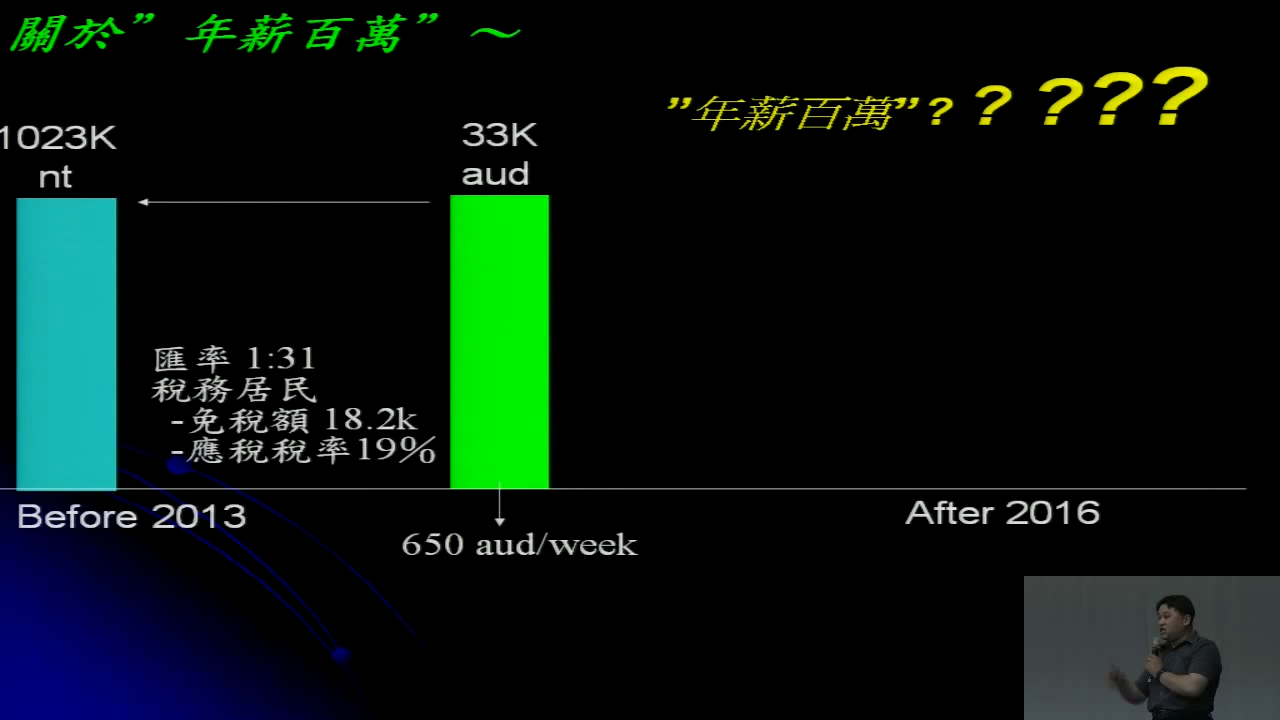 關於”年薪百萬”～
”年薪百萬”? ? ? ? ?
1023K
nt
33K
aud
匯率 1:31
稅務居民
-免稅額 18.2k
-應稅稅率19%
Before 2013
After 2016
650 aud/week